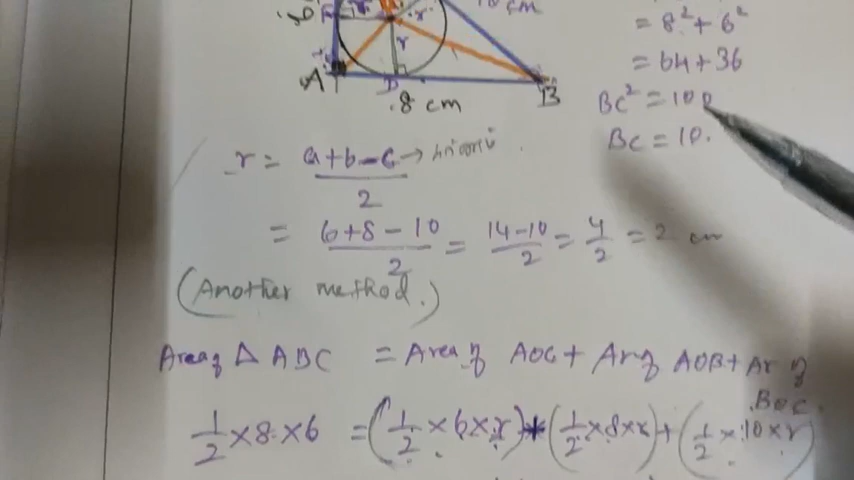 10 cm
r
A
D
B
8 cm
= 8² + 6²
= 64 + 36
BC² = 100
BC = 10.
r = a+b-c →
2
= 6+8-10 / 2 = 14-10 / 2 = 4/2 = 2 cm
(Another method.)
Area of Δ ABC = Area of AOC + Ar of AOB + Ar of
BOC.
1/2 × 8 × 6 = (1/2 × 6 × r) + (1/2 × 8 × r) + (1/2 × 10 × r)